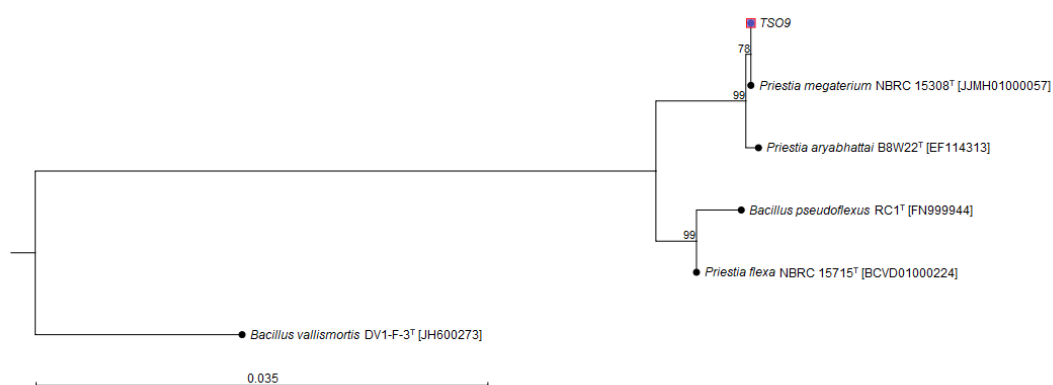 TSO9
78
Priestia megaterium NBRC 15308ᵀ [JJMH01000057]
99
Priestia aryabhattai B8W22ᵀ [EF114313]
Bacillus pseudoflexus RC1ᵀ [FN999944]
99
Priestia flexa NBRC 15715ᵀ [BCVD01000224]
Bacillus vallismortis DV1-F-3ᵀ [JH600273]
0.035